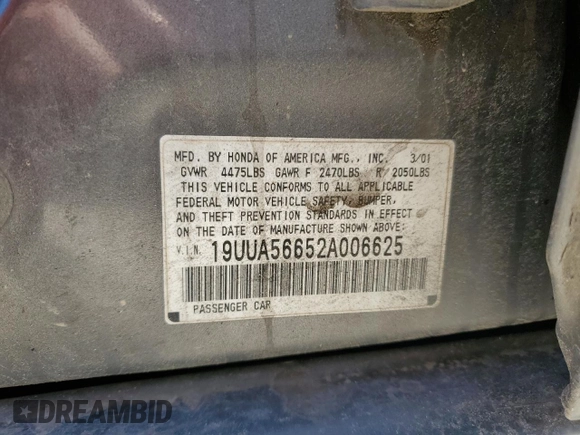 MFD. BY HONDA OF AMERICA MFG., INC. 3/01
GVWR 4475LBS GAWR F 2470LBS R 2050LBS
THIS VEHICLE CONFORMS TO ALL APPLICABLE
FEDERAL MOTOR VEHICLE SAFETY, BUMPER,
AND THEFT PREVENTION STANDARDS IN EFFECT
ON THE DATE OF MANUFACTURE SHOWN ABOVE:
V.I.N. 19UUA56652A006625
PASSENGER CAR
DREAMBID